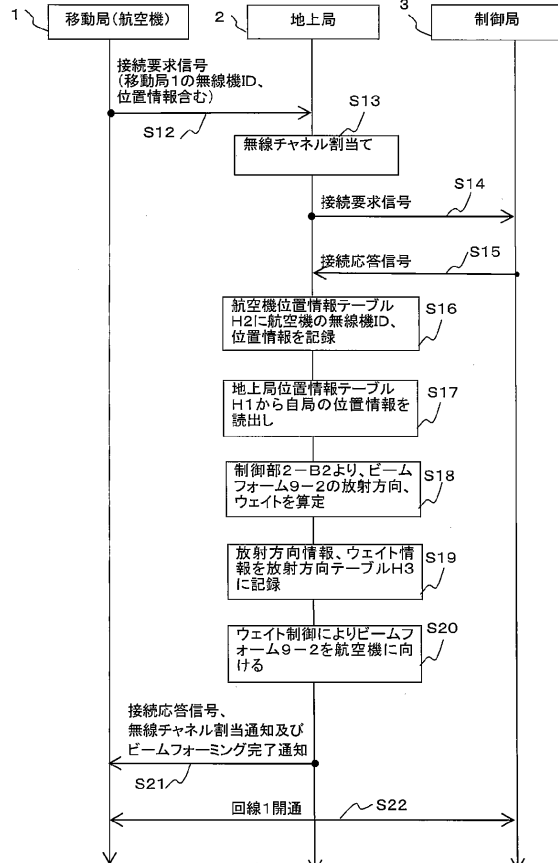 1
移動局(航空機)
2
地上局
3
制御局
接続要求信号
(移動局1の無線機ID、
位置情報含む)
S12
S13
無線チャネル割当て
S14
接続要求信号
S15
接続応答信号
航空機位置情報テーブル
H2に航空機の無線機ID、
位置情報を記録
S16
地上局位置情報テーブル
H1から自局の位置情報を
読出し
S17
制御部2-B2より、ビーム
フォーム9-2の放射方向、
ウェイトを算定
S18
放射方向情報、ウェイト情
報を放射方向テーブルH3
に記録
S19
ウェイト制御によりビームフ
ォーム9-2を航空機に向
ける
S20
接続応答信号、
無線チャネル割当通知及び
ビームフォーミング完了通知
S21
回線1開通
S22